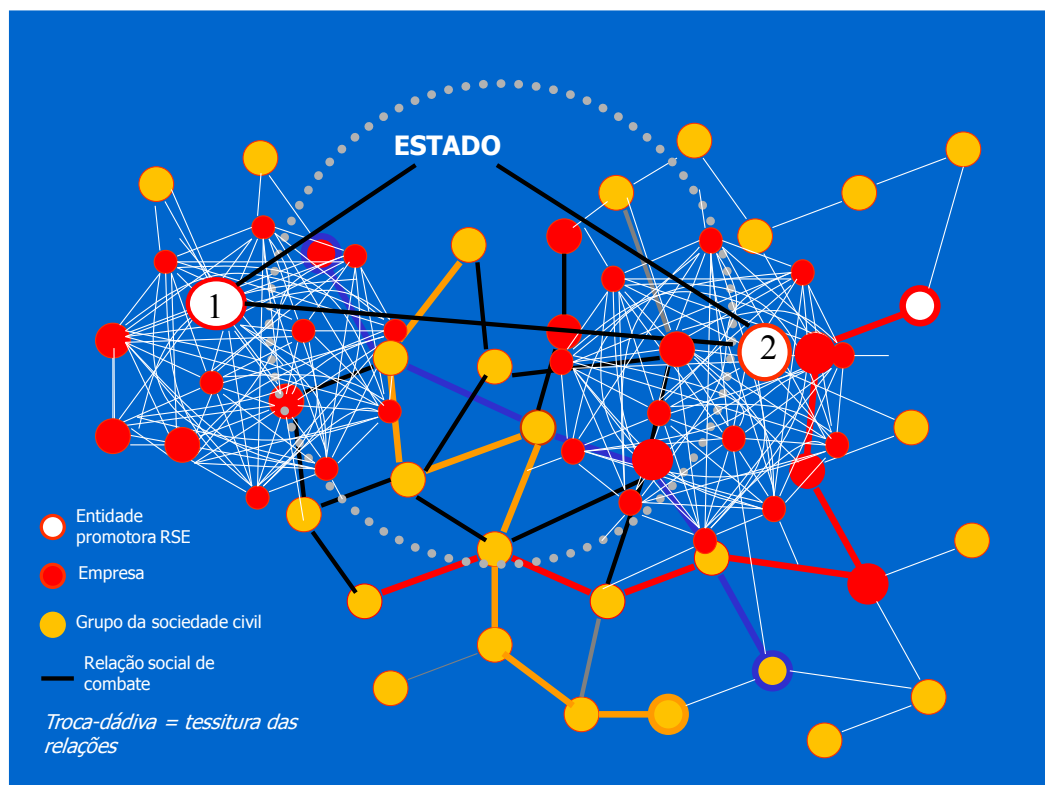 ESTADO
1
2
Entidade
promotora RSE
Empresa
Grupo da sociedade civil
Relação social de
combate
Troca-dádiva = tessitura das
relações